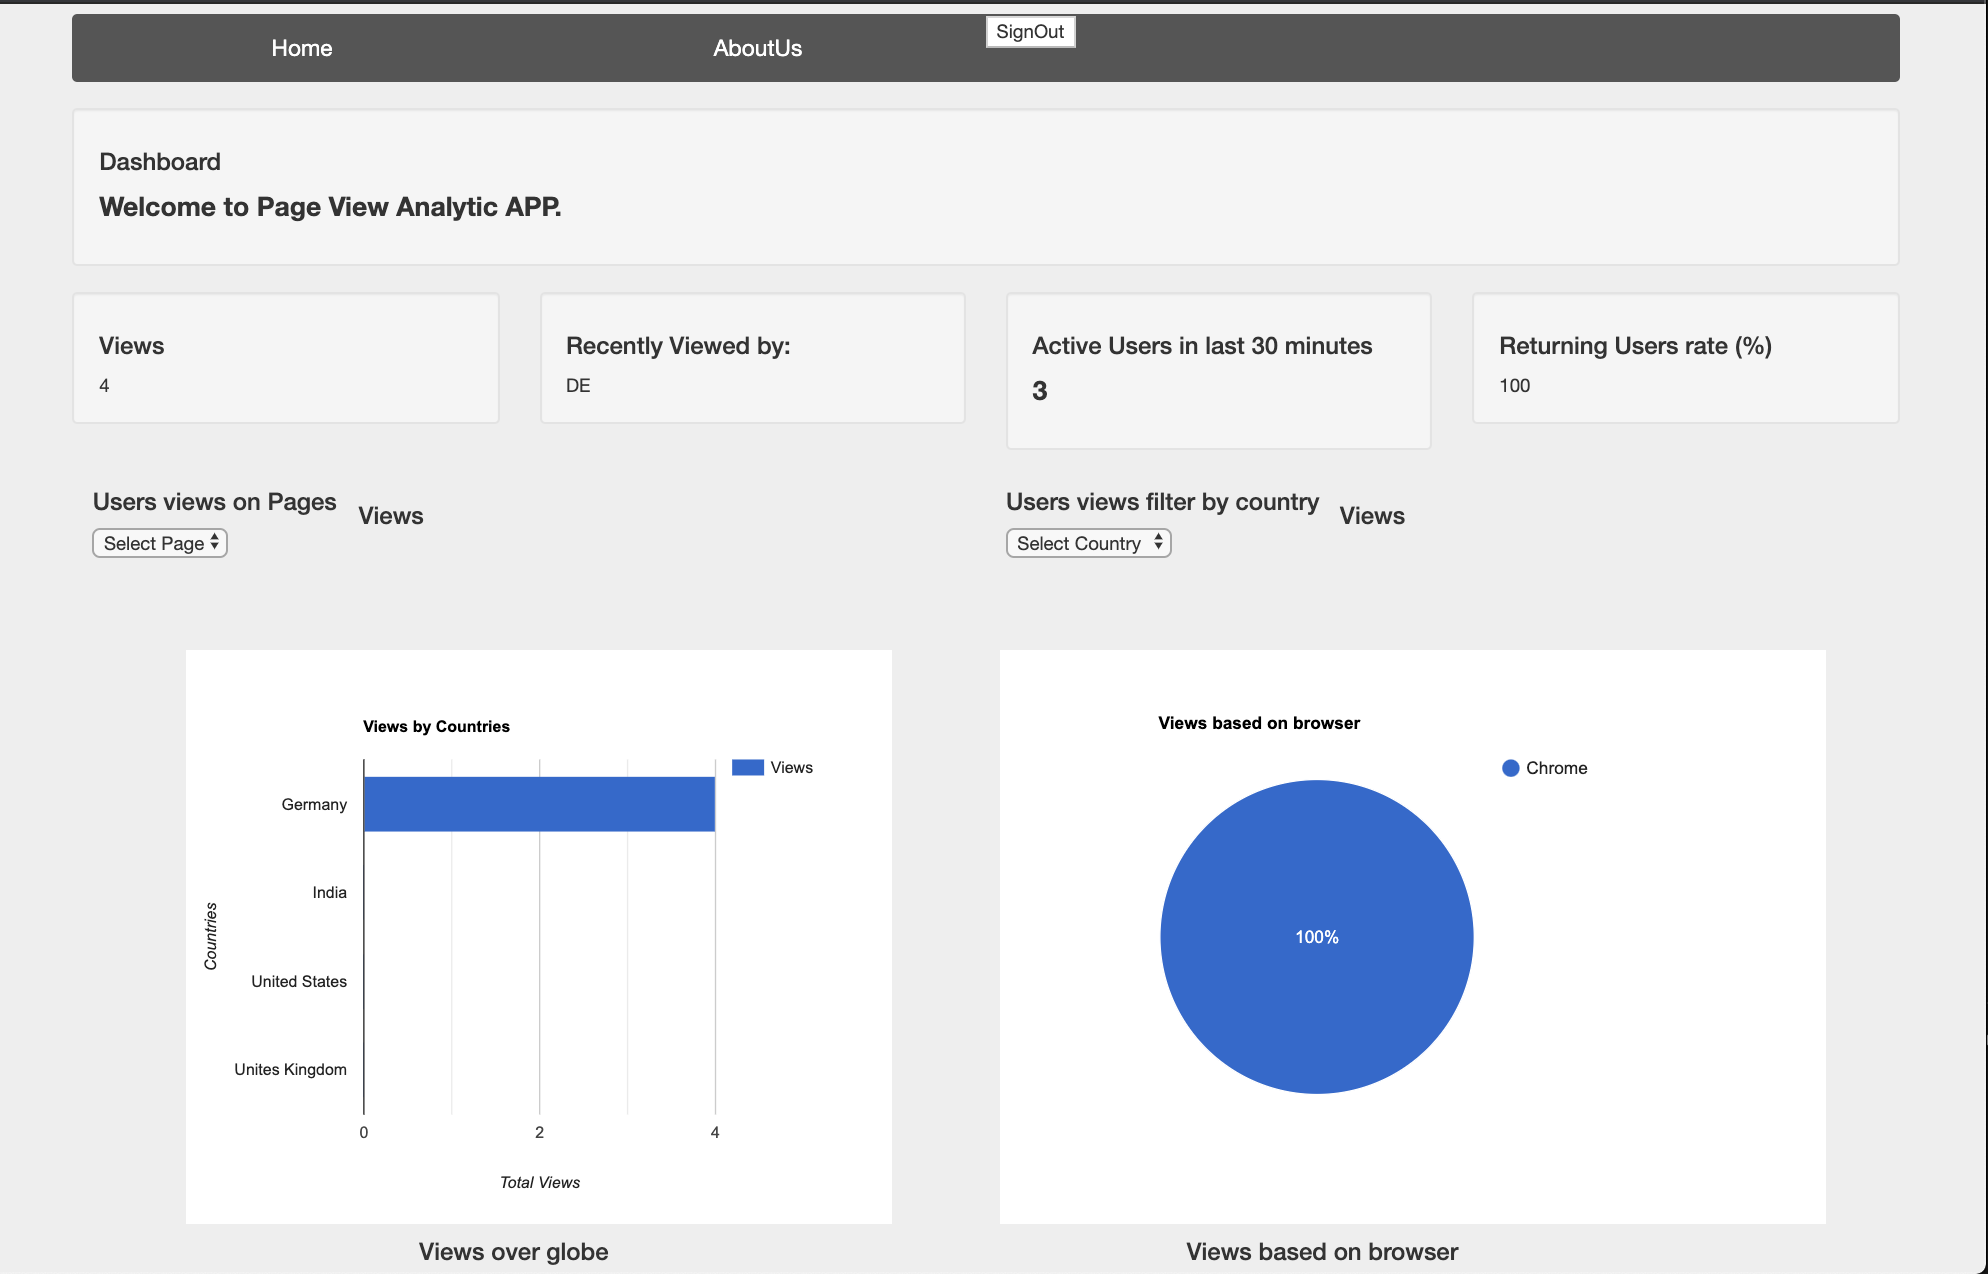 Home
AboutUs
SignOut
Dashboard
Welcome to Page View Analytic APP.
Views
4
Recently Viewed by:
DE
Active Users in last 30 minutes
3
Returning Users rate (%)
100
Users views on Pages
Views
Select Page
Users views filter by country
Views
Select Country
Views by Countries
Views
Germany
India
United States
Unites Kingdom
Countries
0 2 4
Total Views
Views over globe
Views based on browser
Chrome
100%
Views based on browser